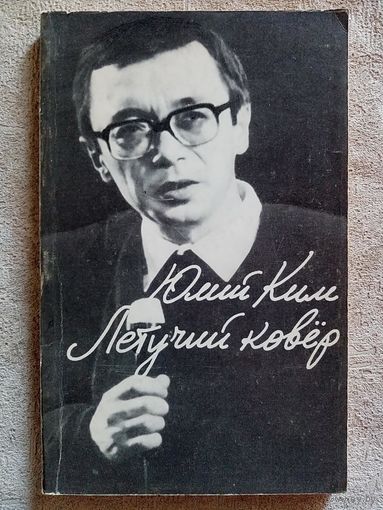 Юлий Ким
Летучий ковёр